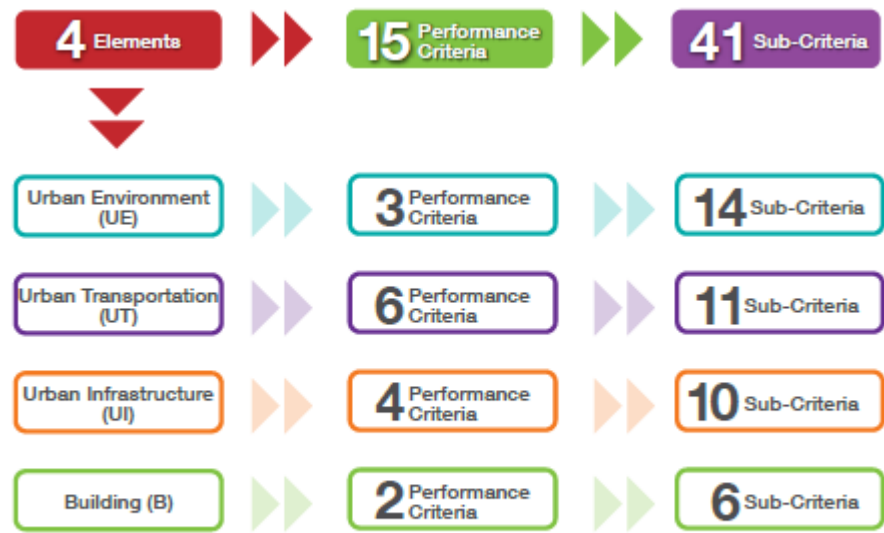 4 Elements
15 Performance
Criteria
41 Sub-Criteria
Urban Environment
(UE)
3 Performance
Criteria
14 Sub-Criteria
Urban Transportation
(UT)
6 Performance
Criteria
11 Sub-Criteria
Urban Infrastructure
(UI)
4 Performance
Criteria
10 Sub-Criteria
Building (B)
2 Performance
Criteria
6 Sub-Criteria